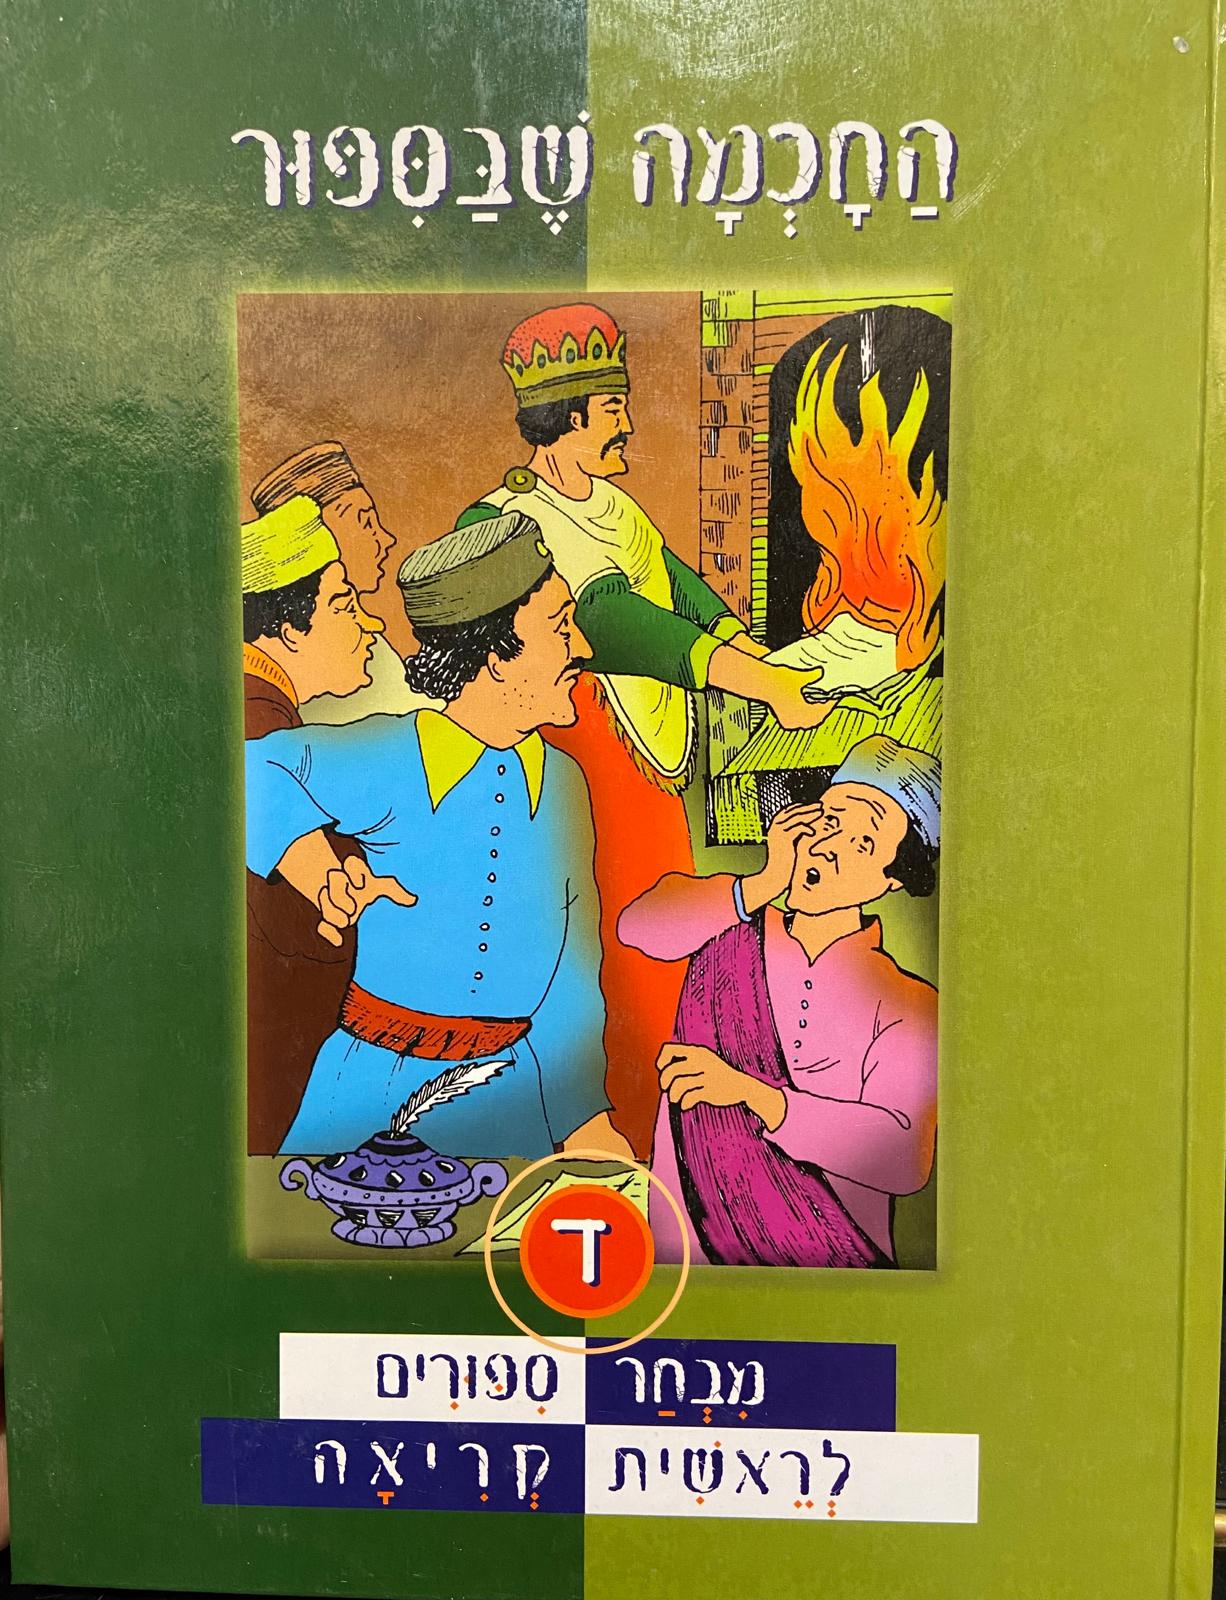 הַחָכְמָה שֶׁבַּסִּפּוּר
ד
מִבְחַר סִפּוּרִים
לְרֵאשִׁית קְרִיאָה